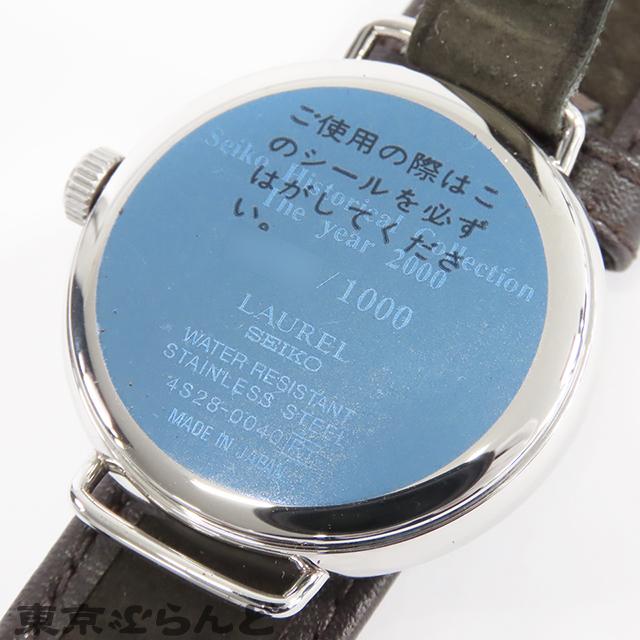 ご使用の際はこ
のシールを必ず
はがしてくださ
い。
Seiko Historical Collection
The year 2000
/1000
LAUREL
SEIKO
WATER RESISTANT
STAINLESS STEEL
4S28-0040
MADE IN JAPAN
東京ぶらんど